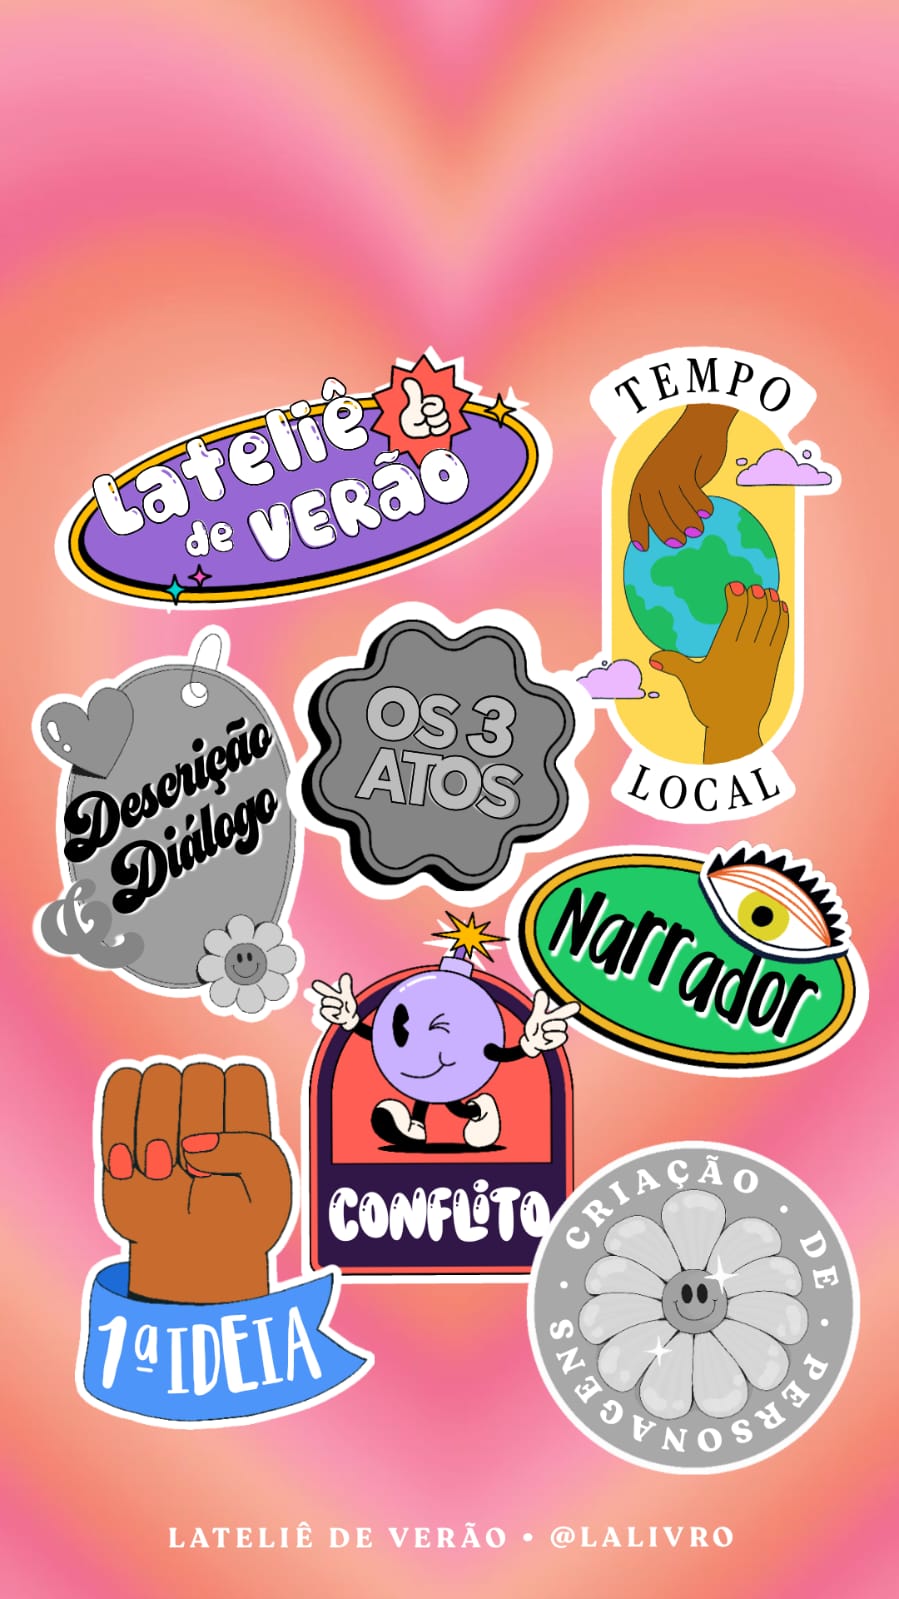 Lateliê
de VERÃO
TEMPO
LOCAL
Descrição
& Diálogo
OS 3
ATOS
Narrador
CONFLITO
1ª IDEIA
CRIAÇÃO · DE · PERSONAGENS ·
LATELIÊ DE VERÃO • @LALIVRO